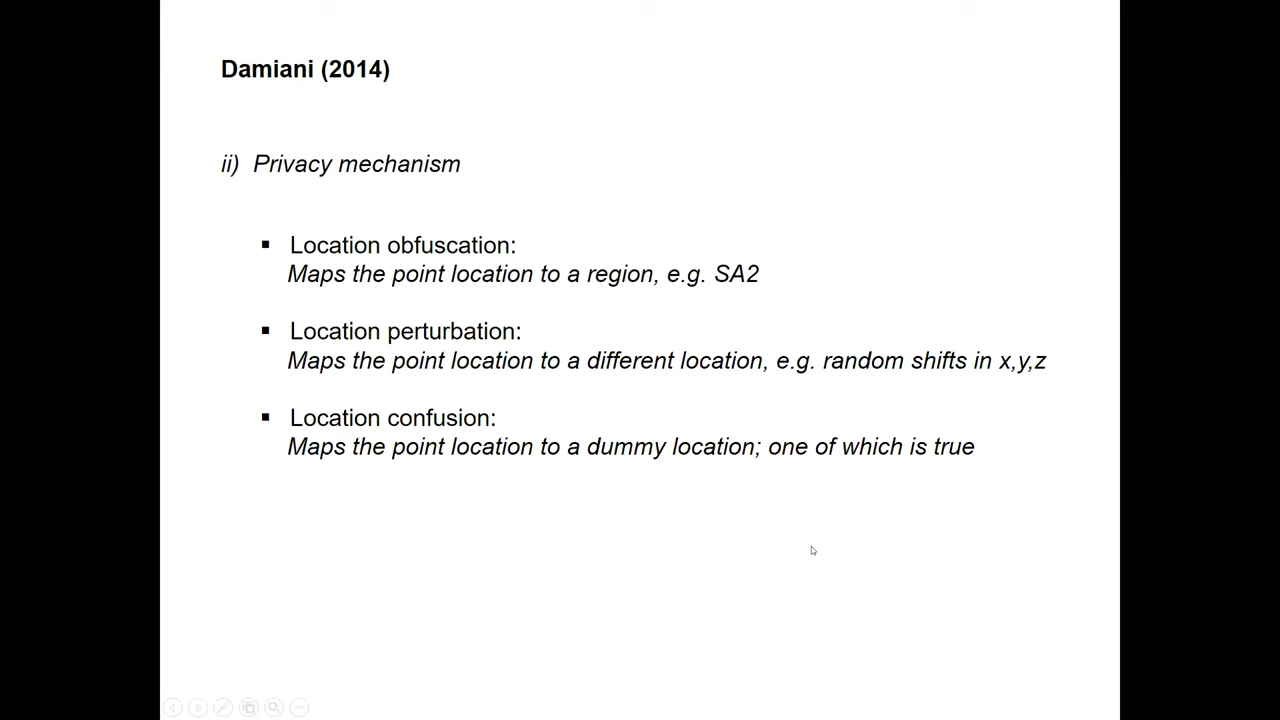 Damiani (2014)
ii) Privacy mechanism
▪ Location obfuscation:
Maps the point location to a region, e.g. SA2
▪ Location perturbation:
Maps the point location to a different location, e.g. random shifts in x,y,z
▪ Location confusion:
Maps the point location to a dummy location; one of which is true